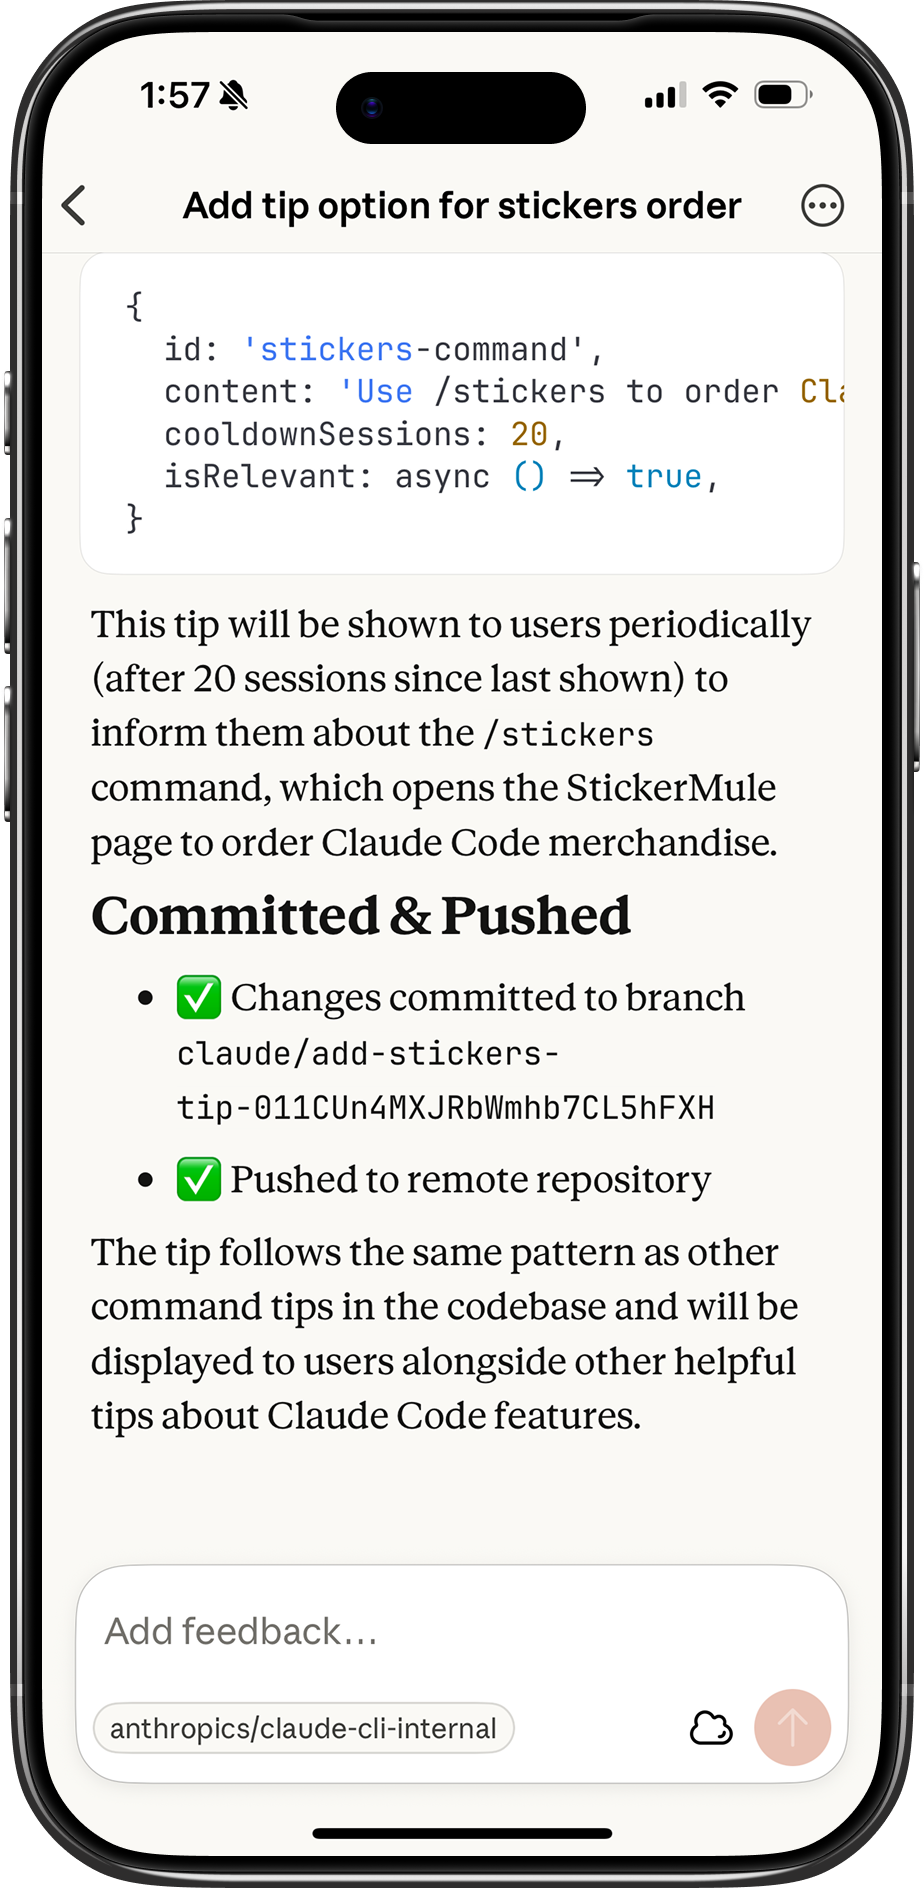 1:57
Add tip option for stickers order
{
id: 'stickers-command',
content: 'Use /stickers to order Cla
cooldownSessions: 20,
isRelevant: async () => true,
}
This tip will be shown to users periodically
(after 20 sessions since last shown) to
inform them about the /stickers
command, which opens the StickerMule
page to order Claude Code merchandise.
Committed & Pushed
• ✅ Changes committed to branch
claude/add-stickers-
tip-011CUn4MXJRbWmhb7CL5hFXH
• ✅ Pushed to remote repository
The tip follows the same pattern as other
command tips in the codebase and will be
displayed to users alongside other helpful
tips about Claude Code features.
Add feedback...
anthropics/claude-cli-internal